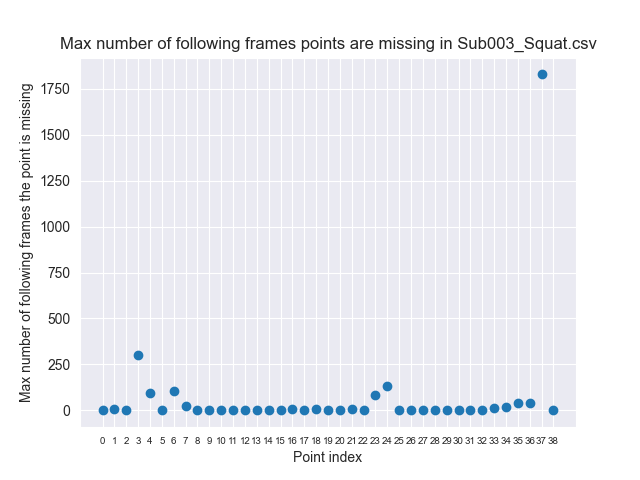 Max number of following frames points are missing in Sub003_Squat.csv
Max number of following frames the point is missing
1750
1500
1250
1000
750
500
250
0
0 1 2 3 4 5 6 7 8 9 10 11 12 13 14 15 16 17 18 19 20 21 22 23 24 25 26 27 28 29 30 31 32 33 34 35 36 37 38
Point index